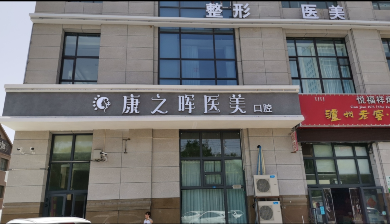 整形 医美
康之晖医美 口腔
悦福祥
泸州老窖